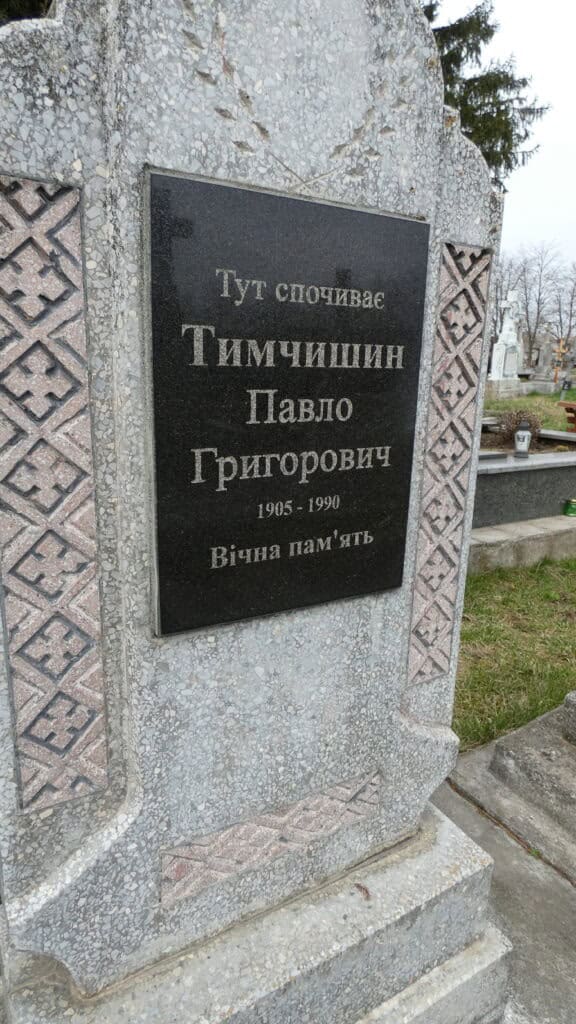 Тут спочиває
Тимчишин
Павло
Григорович
1905 - 1990
Вічна пам'ять